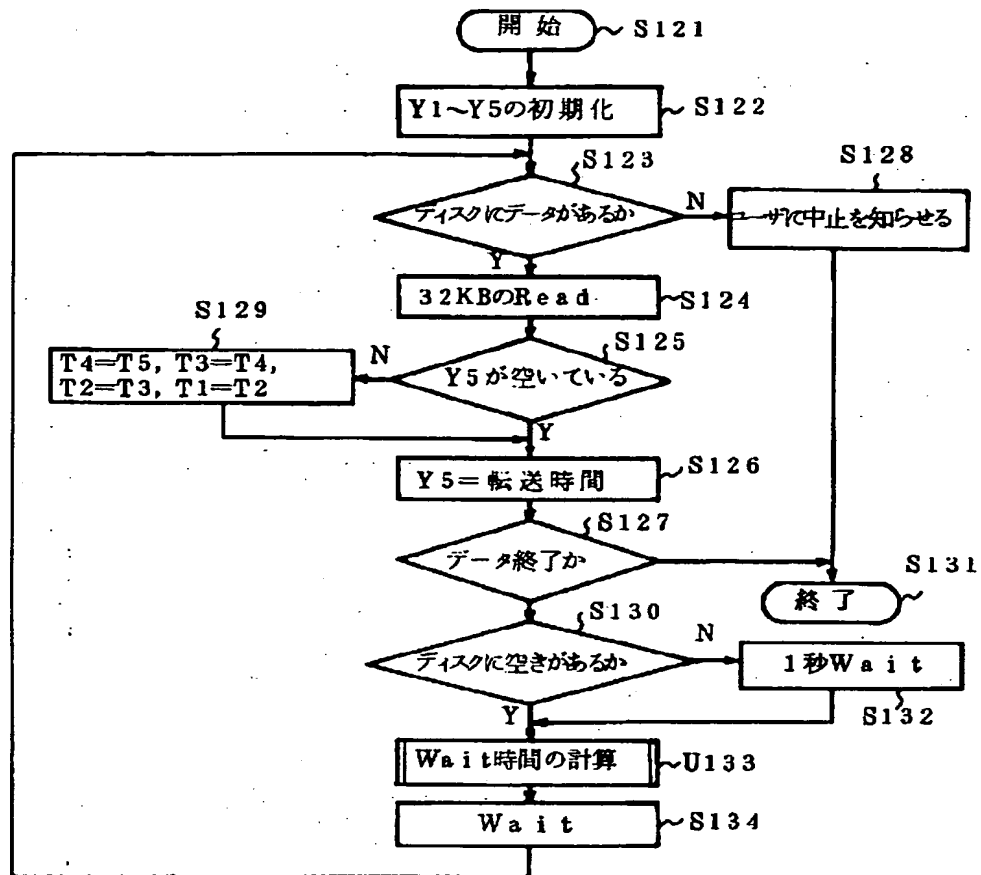 開始
S121
Y1~Y5の初期化
S122
S123
S128
ディスクにデータがあるか
N
ユーザに中止を知らせる
Y
32KBのRead
S124
S129
S125
T4=T5, T3=T4,
T2=T3, T1=T2
N
Y5が空いている
Y
Y5=転送時間
S126
S127
データ終了か
S131
終了
S130
ディスクに空きがあるか
N
1秒Wait
S132
Y
Wait時間の計算
U133
Wait
S134